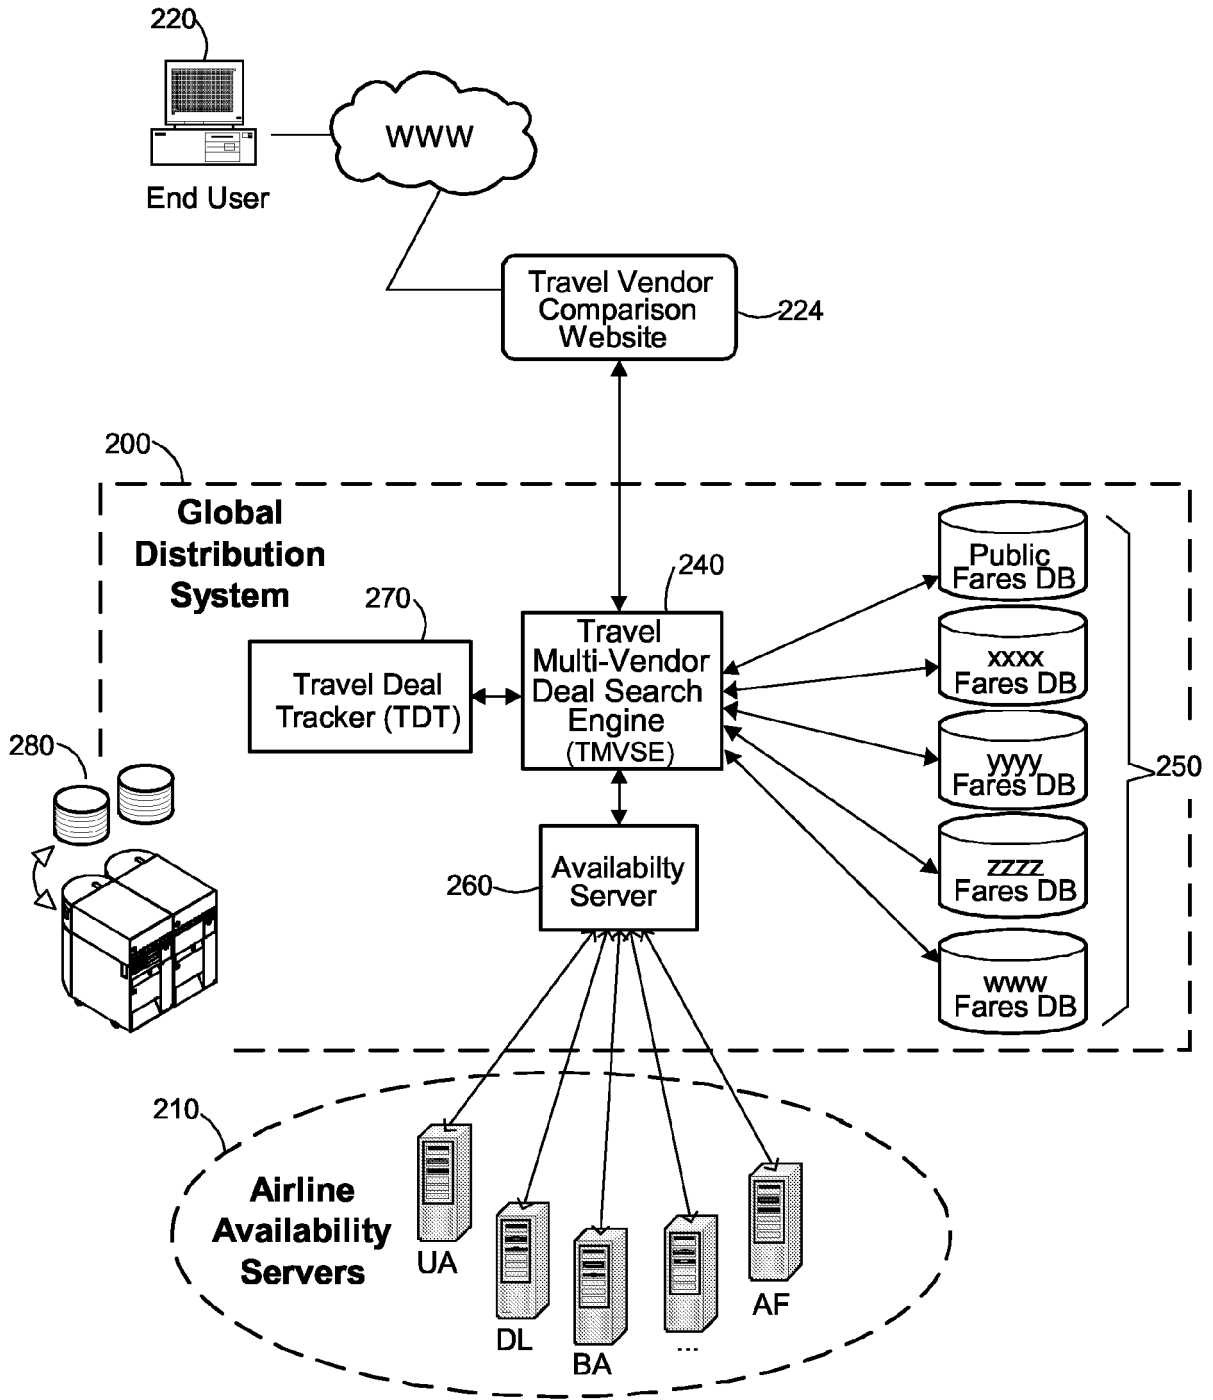 220
WWW
End User
Travel Vendor
Comparison
Website
224
200
Global
Distribution
System
240
270
Travel
Multi-Vendor
Deal Search
Engine
(TMVSE)
Travel Deal
Tracker (TDT)
Public
Fares DB
xxxx
Fares DB
yyyy
Fares DB
zzzz
Fares DB
www
Fares DB
250
280
260
Availabilty
Server
210
Airline
Availability
Servers
UA
DL
BA
...
AF